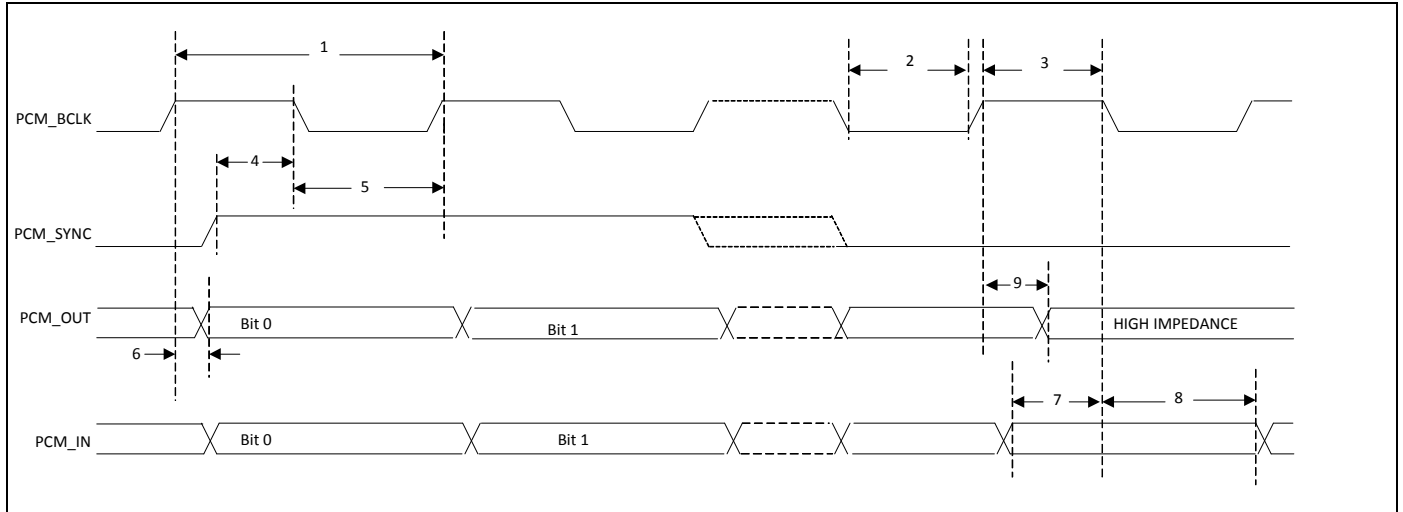 1
2
3
PCM_BCLK
4
5
PCM_SYNC
9
PCM_OUT
Bit 0
Bit 1
HIGH IMPEDANCE
6
7
8
PCM_IN
Bit 0
Bit 1